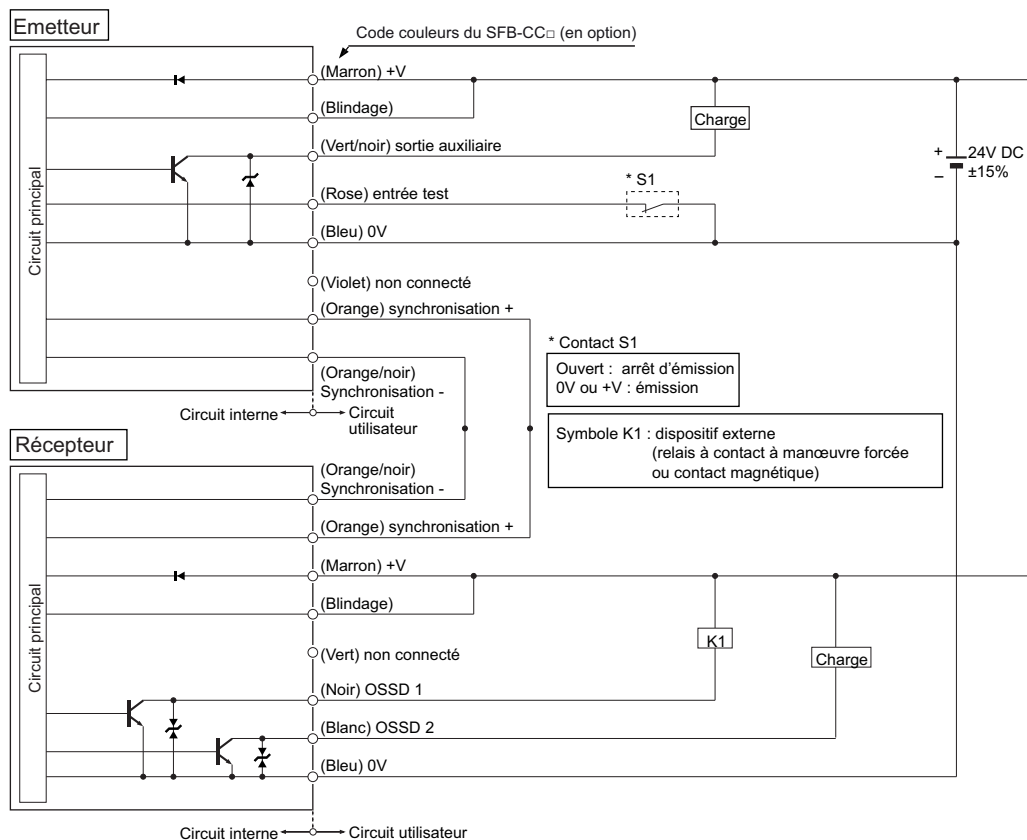 Emetteur
Code couleurs du SFB-CC□ (en option)
Circuit principal
(Marron) +V
(Blindage)
Charge
(Vert/noir) sortie auxiliaire
+ 24V DC
– ±15%
* S1
(Rose) entrée test
(Bleu) 0V
(Violet) non connecté
(Orange) synchronisation +
(Orange/noir)
Synchronisation -
Circuit interne
Circuit
utilisateur
* Contact S1
Ouvert : arrêt d'émission
0V ou +V : émission
Symbole K1 : dispositif externe
(relais à contact à manœuvre forcée
ou contact magnétique)
Récepteur
Circuit principal
(Orange/noir)
Synchronisation -
(Orange) synchronisation +
(Marron) +V
(Blindage)
K1
(Vert) non connecté
Charge
(Noir) OSSD 1
(Blanc) OSSD 2
(Bleu) 0V
Circuit interne
Circuit utilisateur